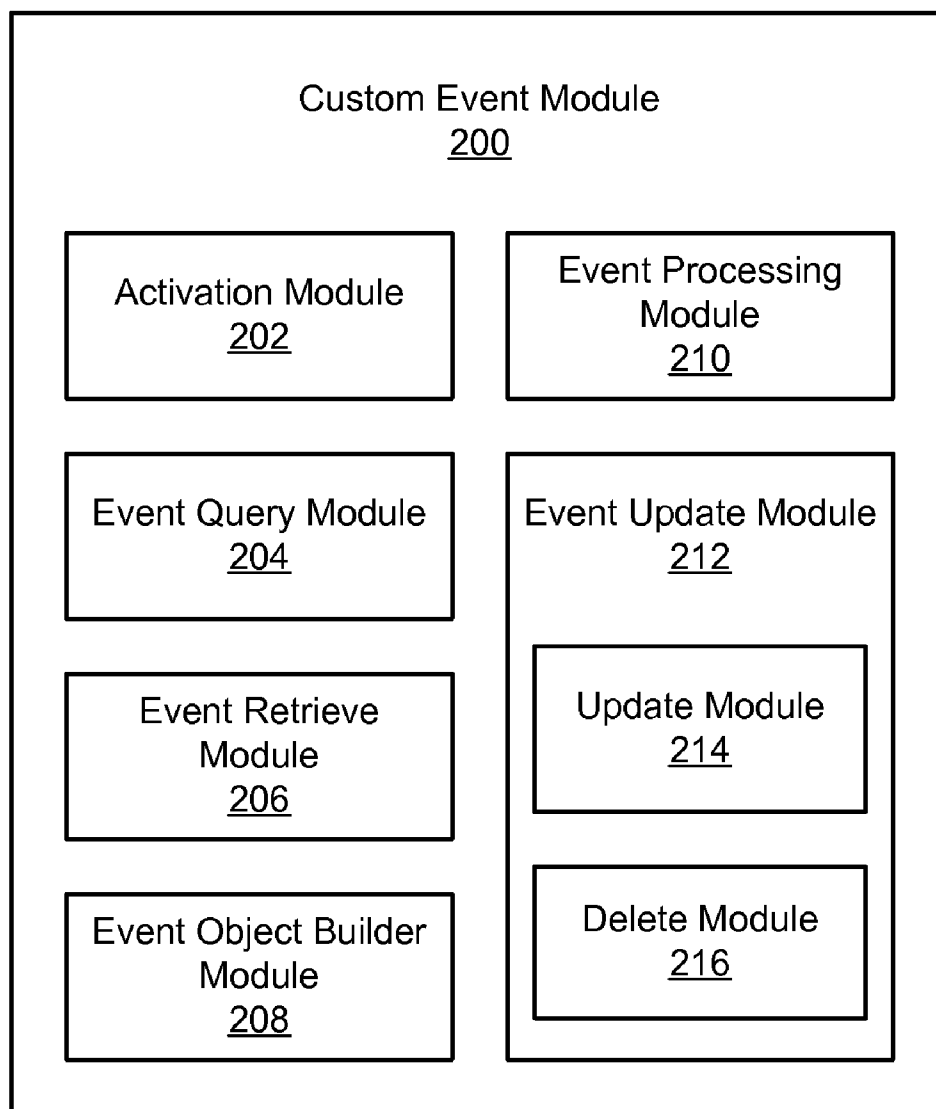 Custom Event Module
200
Activation Module
202
Event Query Module
204
Event Retrieve
Module
206
Event Object Builder
Module
208
Event Processing
Module
210
Event Update Module
212
Update Module
214
Delete Module
216